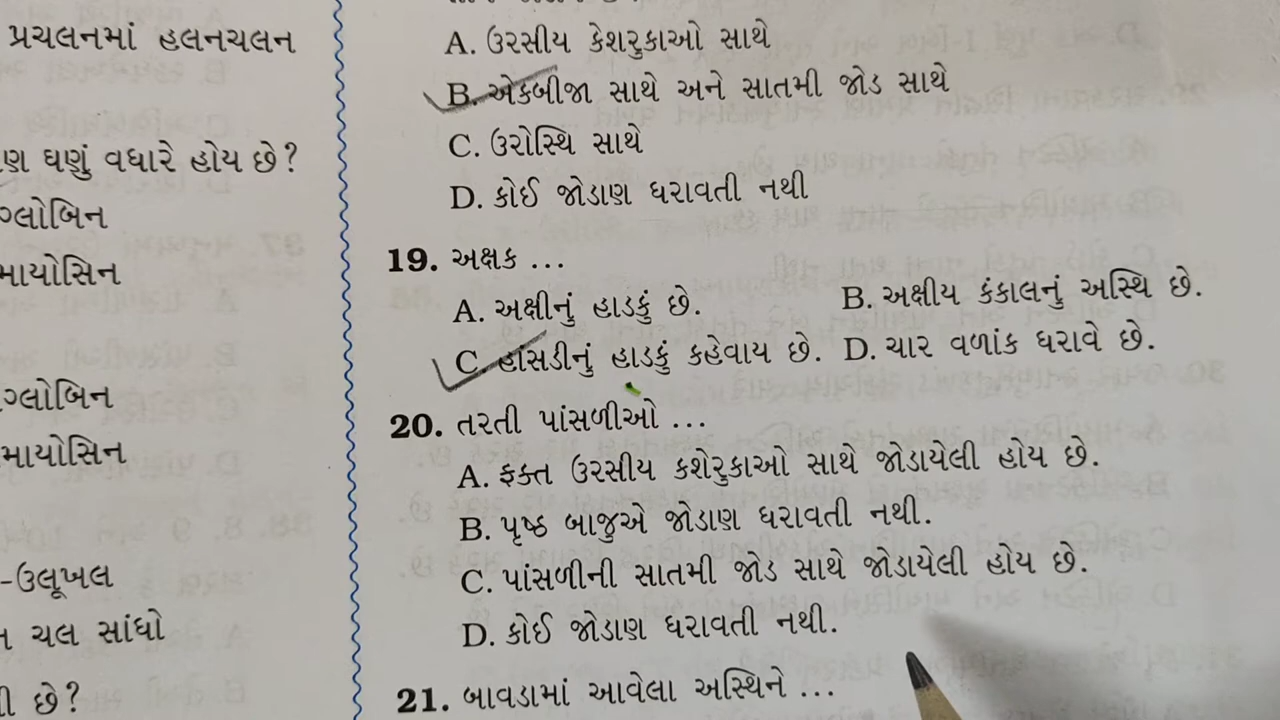 પ્રચલનમાં હલનચલન
ઘણું વધારે હોય છે?
ગ્લોબિન
માયોસિન
ગ્લોબિન
માયોસિન
-ઉલૂખલ
ચલ સાંધો
છે?
A. ઉરસીય કેશરુકાઓ સાથે
B. એકબીજા સાથે અને સાતમી જોડ સાથે
C. ઉરોસ્થિ સાથે
D. કોઈ જોડાણ ધરાવતી નથી
19. અક્ષક ...
A. અક્ષીનું હાડકું છે. B. અક્ષીય કંકાલનું અસ્થિ છે.
C. હાંસડીનું હાડકું કહેવાય છે. D. ચાર વળાંક ધરાવે છે.
20. તરતી પાંસળીઓ ...
A. ફક્ત ઉરસીય કશેરુકાઓ સાથે જોડાયેલી હોય છે.
B. પૃષ્ઠ બાજુએ જોડાણ ધરાવતી નથી.
C. પાંસળીની સાતમી જોડ સાથે જોડાયેલી હોય છે.
D. કોઈ જોડાણ ધરાવતી નથી.
21. બાવડામાં આવેલા અસ્થિને ...